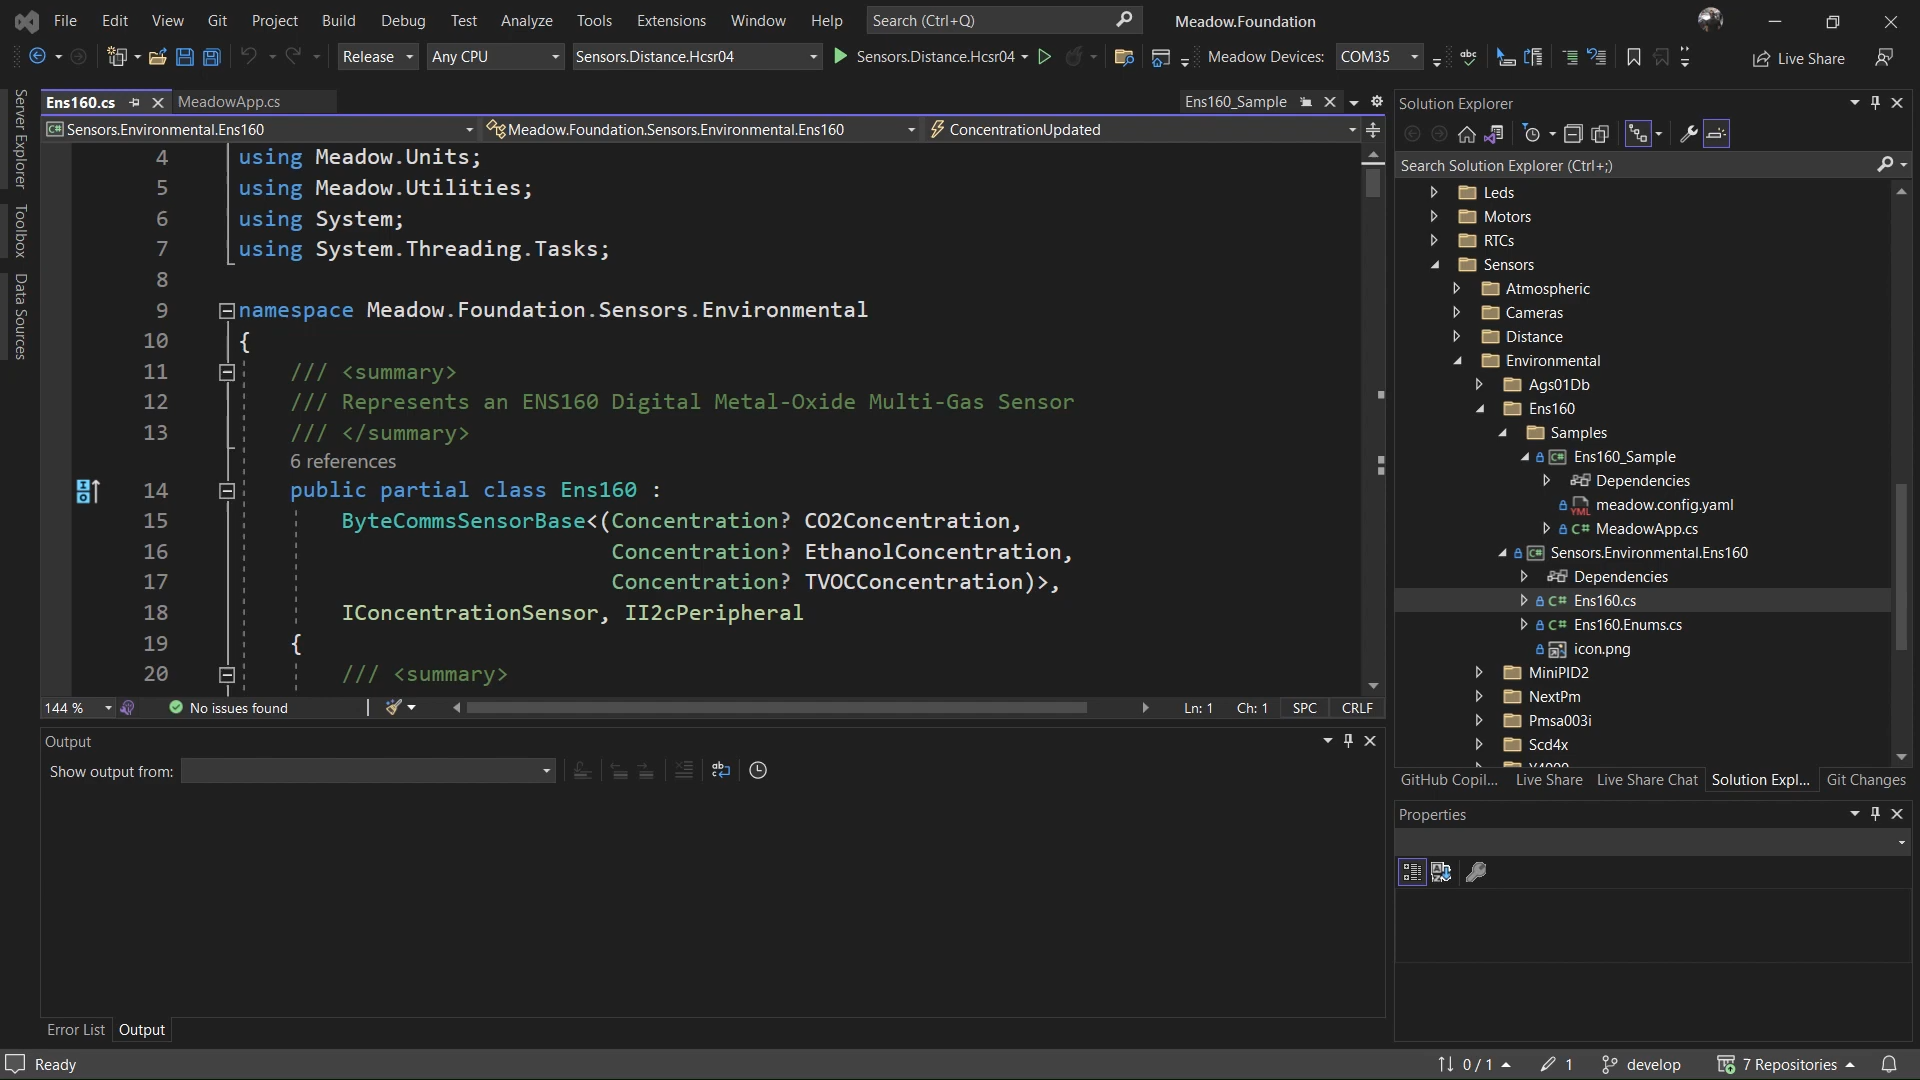 File Edit View Git Project Build Debug Test Analyze Tools Extensions Window Help Search (Ctrl+Q) Meadow.Foundation
Release Any CPU Sensors.Distance.Hcsr04 Sensors.Distance.Hcsr04 Meadow Devices: COM35 abc Live Share
Server Explorer
Toolbox
Data Sources
Ens160.cs MeadowApp.cs Ens160_Sample
Sensors.Environmental.Ens160 Meadow.Foundation.Sensors.Environmental.Ens160 ConcentrationUpdated
4 using Meadow.Units;
5 using Meadow.Utilities;
6 using System;
7 using System.Threading.Tasks;
8
9 namespace Meadow.Foundation.Sensors.Environmental
10 {
11 /// <summary>
12 /// Represents an ENS160 Digital Metal-Oxide Multi-Gas Sensor
13 /// </summary>
6 references
14 public partial class Ens160 :
15 ByteCommsSensorBase<(Concentration? CO2Concentration,
16 Concentration? EthanolConcentration,
17 Concentration? TVOCConcentration)>,
18 IConcentrationSensor, II2cPeripheral
19 {
20 /// <summary>
144 % No issues found Ln: 1 Ch: 1 SPC CRLF
Output
Show output from:
Error List Output
Solution Explorer
Search Solution Explorer (Ctrl+;)
Leds
Motors
RTCs
Sensors
Atmospheric
Cameras
Distance
Environmental
Ags01Db
Ens160
Samples
C# Ens160_Sample
Dependencies
YML meadow.config.yaml
C# MeadowApp.cs
C# Sensors.Environmental.Ens160
Dependencies
C# Ens160.cs
C# Ens160.Enums.cs
icon.png
MiniPID2
NextPm
Pmsa003i
Scd4x
GitHub Copil... Live Share Live Share Chat Solution Expl... Git Changes
Properties
Ready 0 / 1 1 develop 7 Repositories